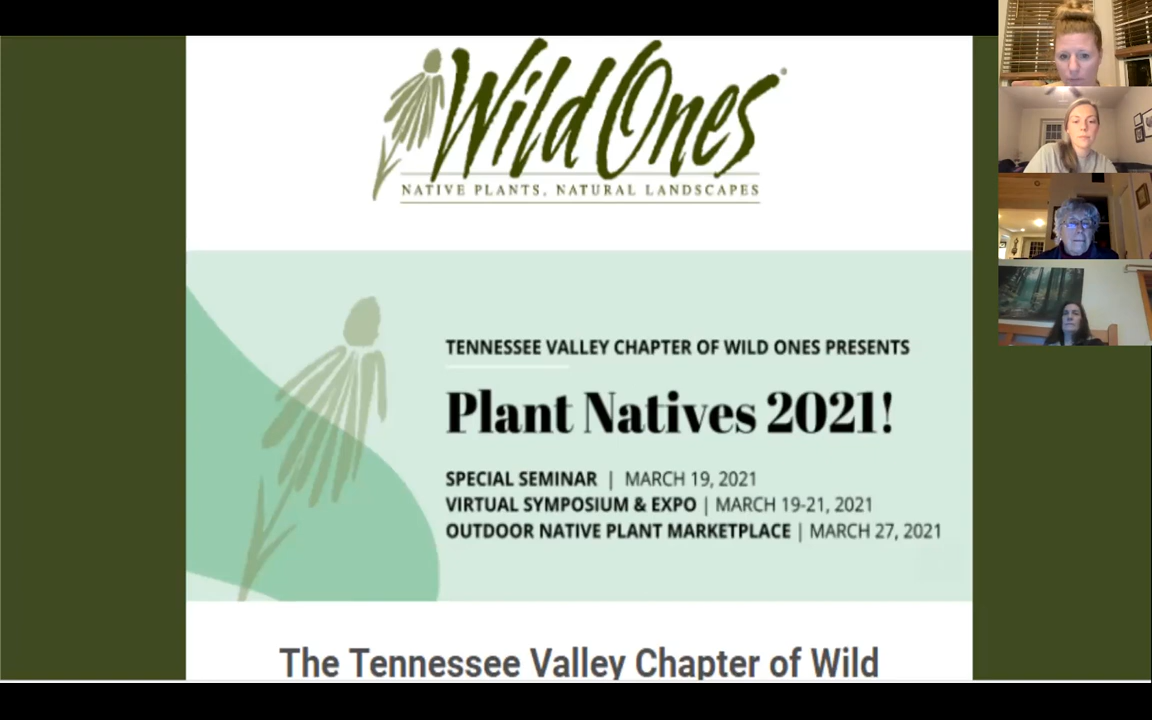 Wild Ones®
NATIVE PLANTS, NATURAL LANDSCAPES
TENNESSEE VALLEY CHAPTER OF WILD ONES PRESENTS
Plant Natives 2021!
SPECIAL SEMINAR | MARCH 19, 2021
VIRTUAL SYMPOSIUM & EXPO | MARCH 19-21, 2021
OUTDOOR NATIVE PLANT MARKETPLACE | MARCH 27, 2021
The Tennessee Valley Chapter of Wild